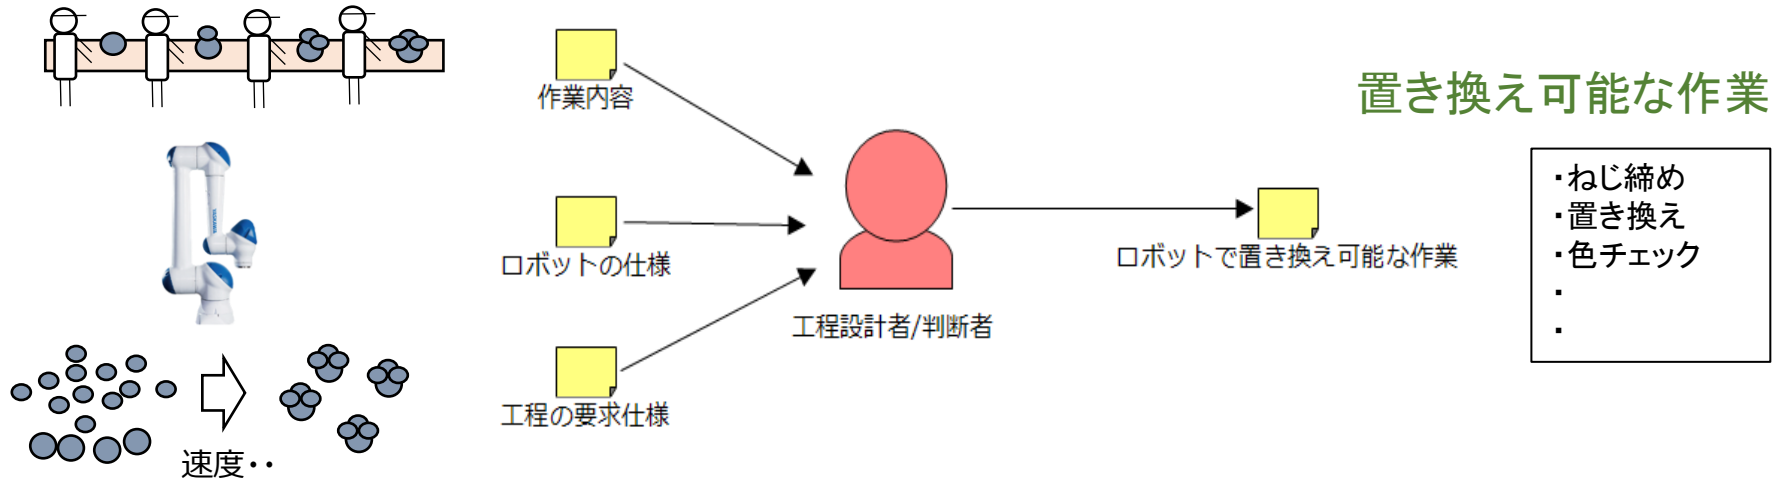 作業内容
ロボットの仕様
工程の要求仕様
速度・・
工程設計者/判断者
ロボットで置き換え可能な作業
置き換え可能な作業
・ねじ締め
・置き換え
・色チェック
・
・